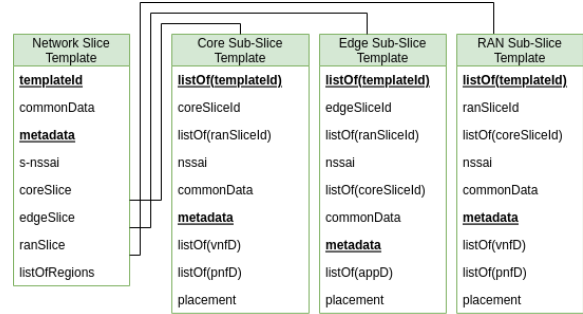 Network Slice
Template
templateId
commonData
metadata
s-nssai
coreSlice
edgeSlice
ranSlice
listOfRegions
Core Sub-Slice
Template
listOf(templateId)
coreSliceId
listOf(ranSliceId)
nssai
commonData
metadata
listOf(vnfD)
listOf(pnfD)
placement
Edge Sub-Slice
Template
listOf(templateId)
edgeSliceId
listOf(ranSliceId)
nssai
listOf(coreSliceId)
commonData
metadata
listOf(appD)
placement
RAN Sub-Slice
Template
listOf(templateId)
ranSliceId
listOf(coreSliceId)
nssai
commonData
metadata
listOf(vnfD)
listOf(pnfD)
placement